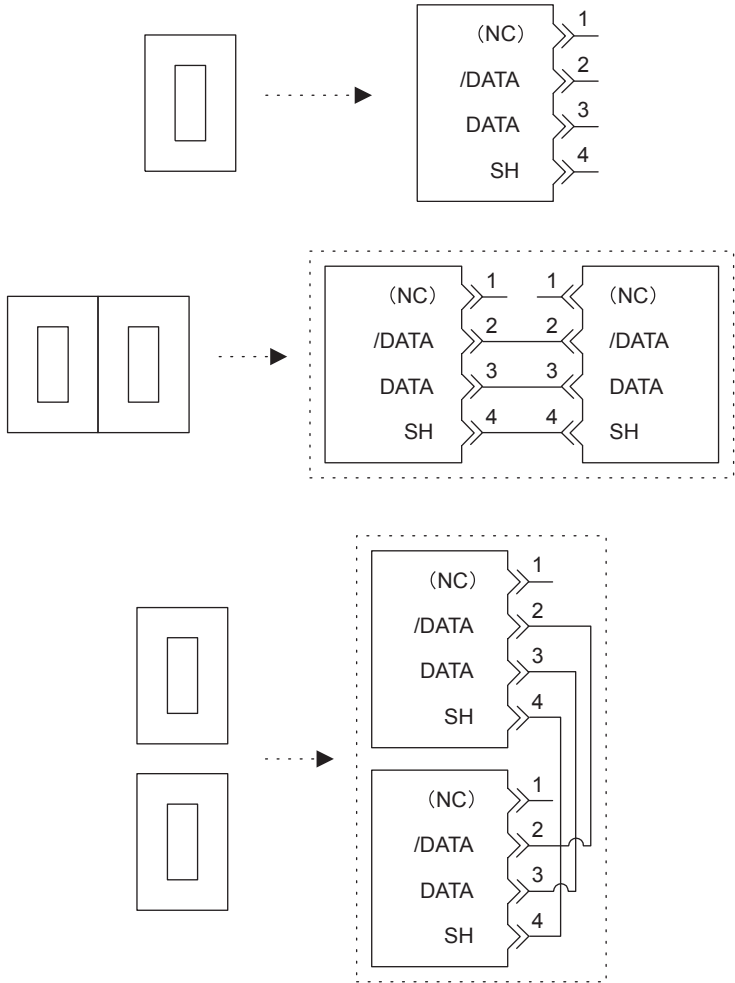 (NC) 1
/DATA 2
DATA 3
SH 4
(NC) 1 1 (NC)
/DATA 2 2 /DATA
DATA 3 3 DATA
SH 4 4 SH
(NC) 1
/DATA 2
DATA 3
SH 4
(NC) 1
/DATA 2
DATA 3
SH 4